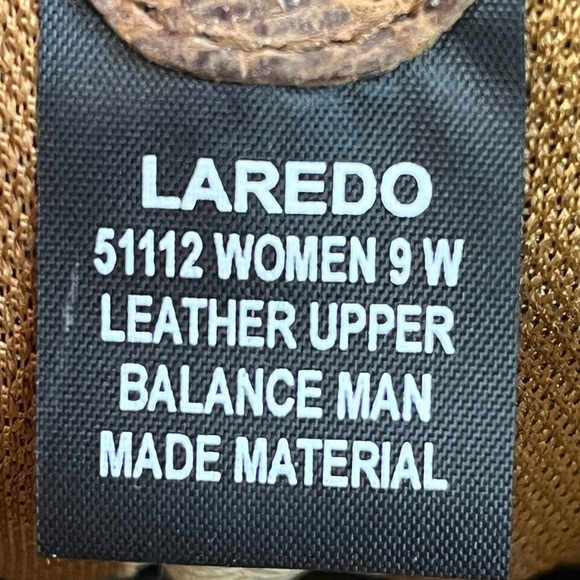 LAREDO
51112 WOMEN 9 W
LEATHER UPPER
BALANCE MAN
MADE MATERIAL